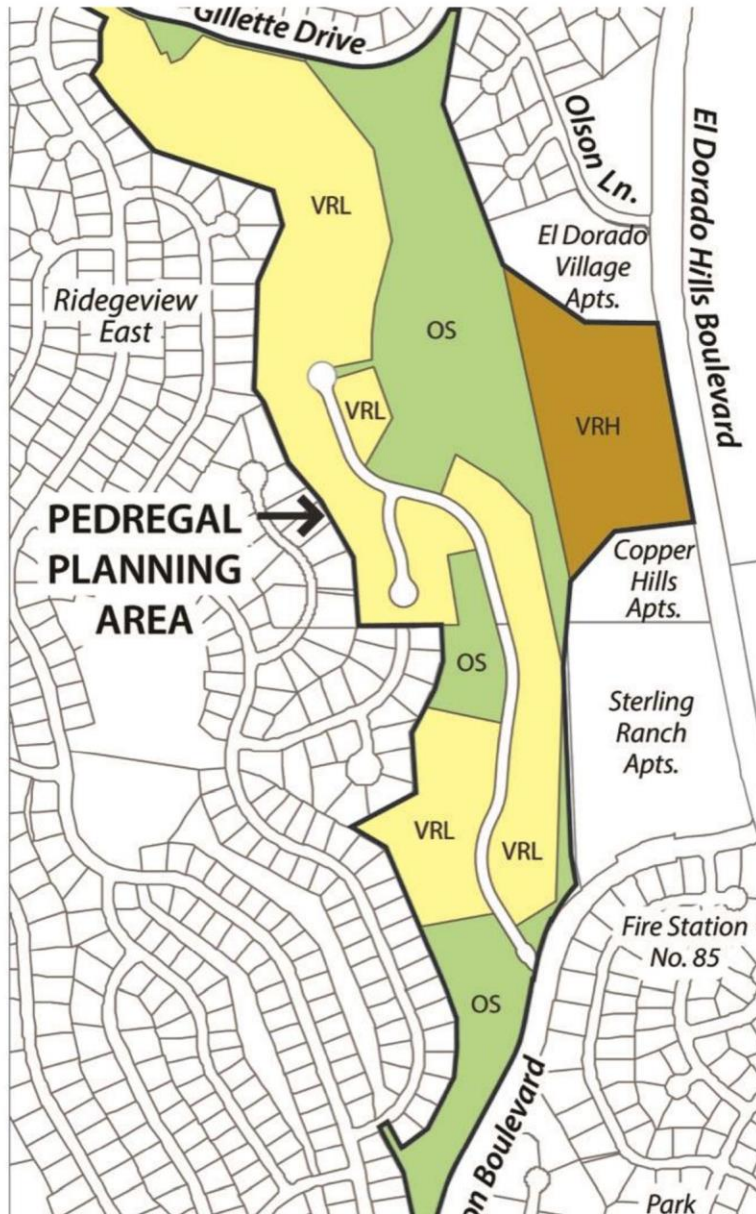 Gillette Drive
Olson Ln.
El Dorado Hills Boulevard
VRL
El Dorado
Village
Apts.
Ridgeview
East
OS
VRL
VRH
PEDREGAL
PLANNING
AREA
Copper
Hills
Apts.
OS
Sterling
Ranch
Apts.
VRL
VRL
Fire Station
No. 85
OS
on Boulevard
Park